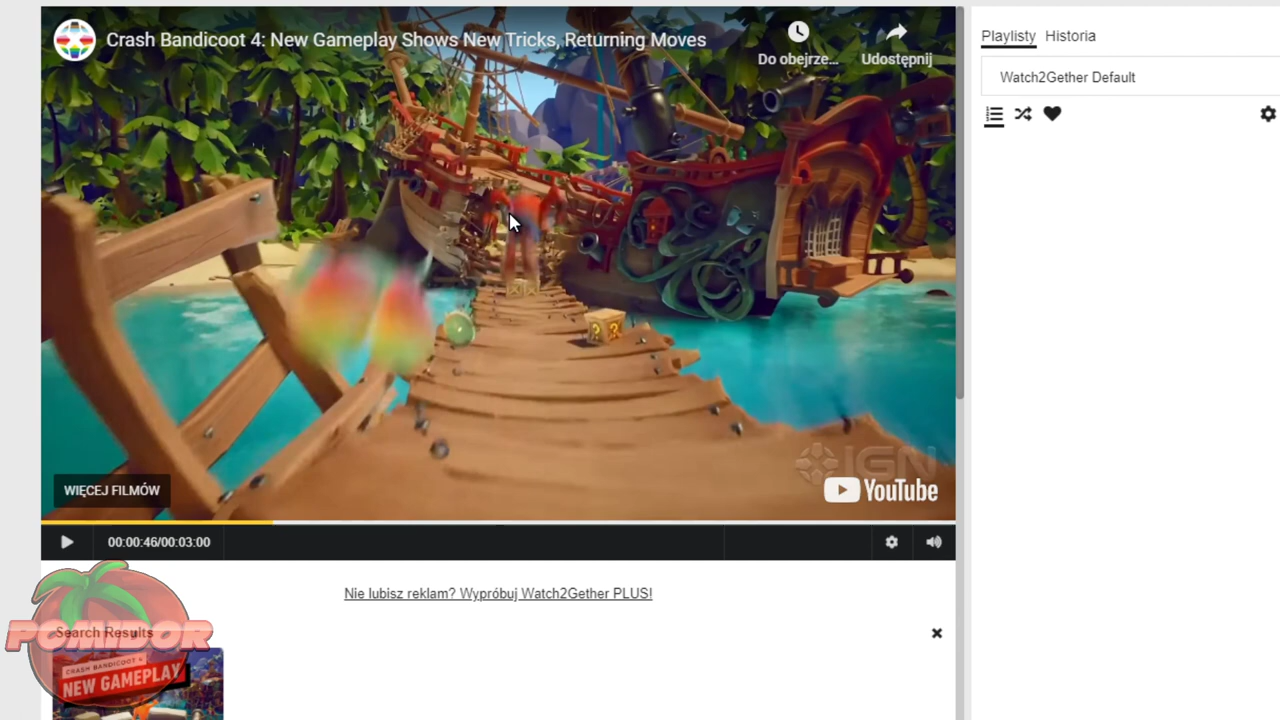 Crash Bandicoot 4: New Gameplay Shows New Tricks, Returning Moves
Do obejrze...
Udostępnij
Playlisty
Historia
Watch2Gether Default
IGN
WIĘCEJ FILMÓW
YouTube
00:00:46/00:03:00
Nie lubisz reklam? Wypróbuj Watch2Gether PLUS!
Search Results
POMIDOR
CRASH BANDICOOT 4
NEW GAMEPLAY